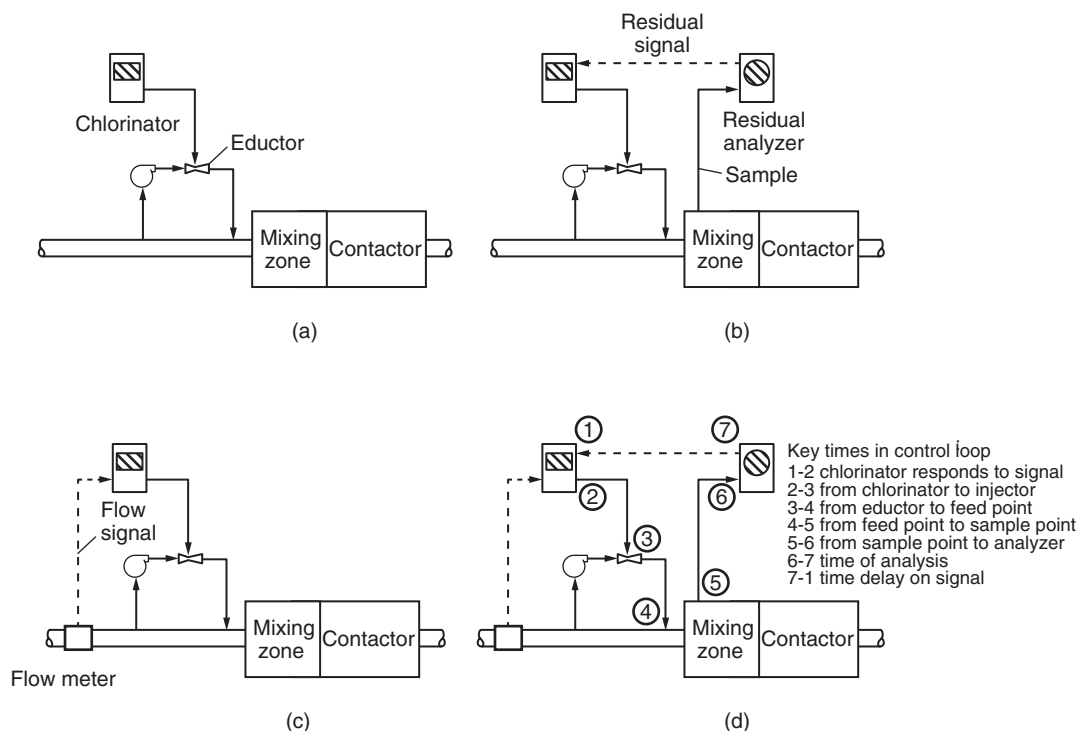 Chlorinator
Eductor
(a)
Mixing
zone
Contactor
Residual
signal
Residual
analyzer
Sample
Mixing
zone
Contactor
(b)
Flow
signal
Mixing
zone
Contactor
Flow meter
(c)
1
2
3
4
5
6
7
Key times in control loop
1-2 chlorinator responds to signal
2-3 from chlorinator to injector
3-4 from eductor to feed point
4-5 from feed point to sample point
5-6 from sample point to analyzer
6-7 time of analysis
7-1 time delay on signal
Mixing
zone
Contactor
(d)